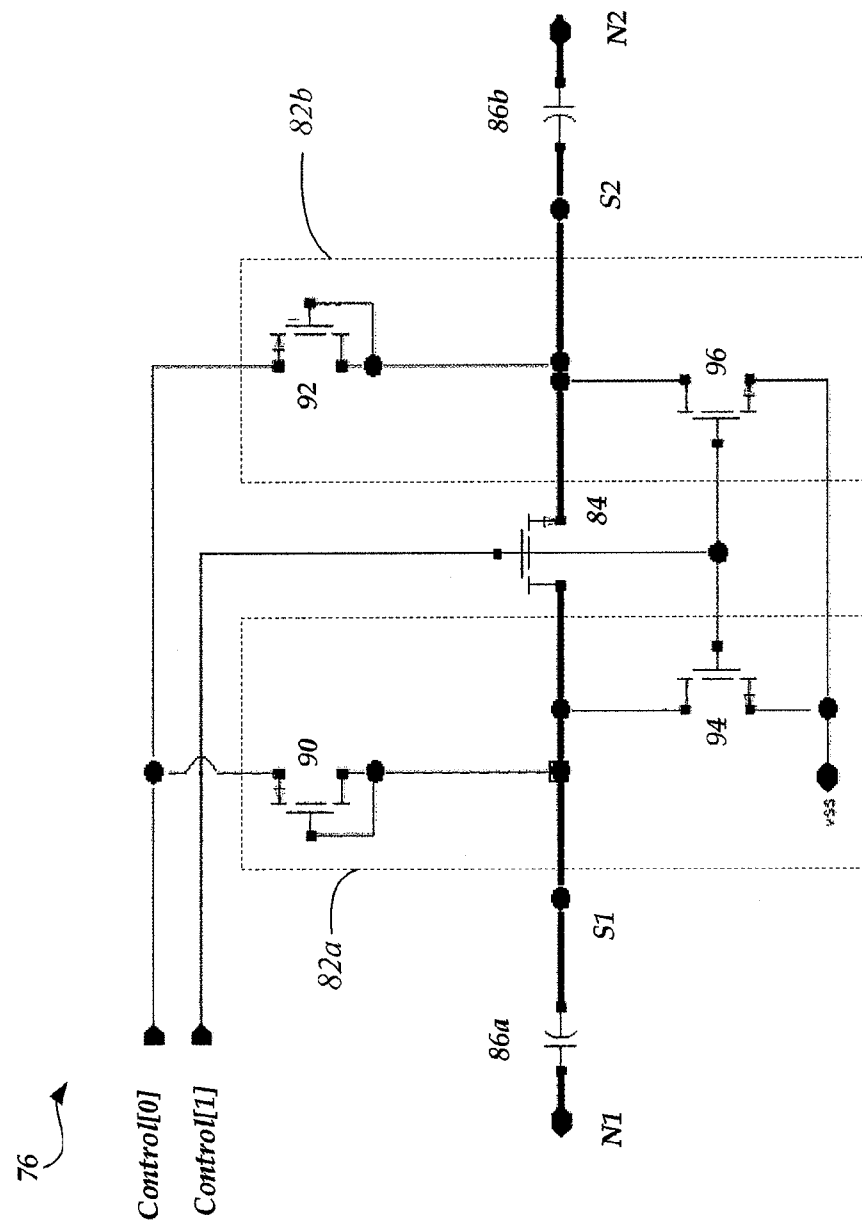 76
Control[0]
Control[1]
82a
82b
90
92
84
94
96
vss
N1
86a
S1
S2
86b
N2